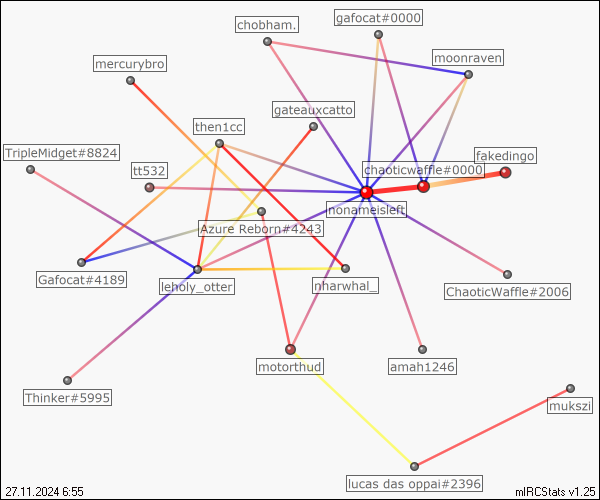 chobham.
gafocat#0000
mercurybro
moonraven
gateauxcatto
then1cc
TripleMidget#8824
tt532
chaoticwaffle#0000
fakedingo
nonameisleft
Azure Reborn#4243
Gafocat#4189
leholy_otter
nharwhal_
ChaoticWaffle#2006
motorthud
amah1246
Thinker#5995
mukszi
lucas das oppai#2396
27.11.2024 6:55
mIRCStats v1.25